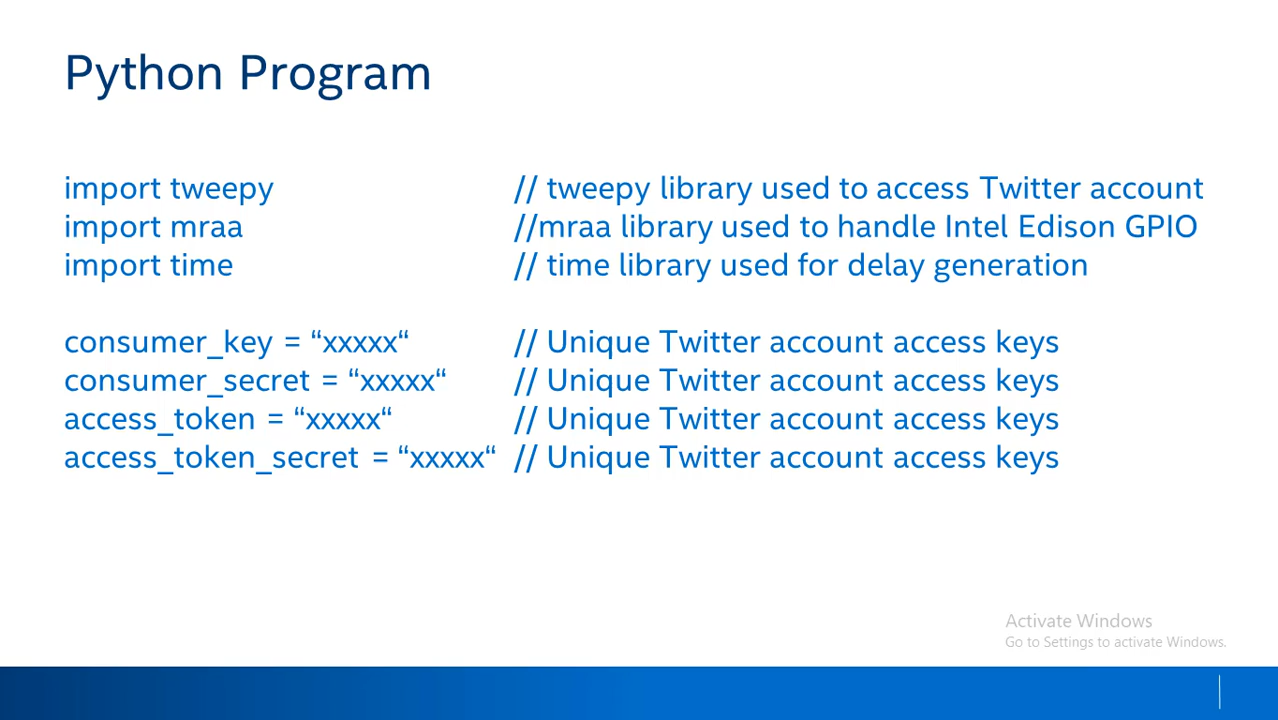 Python Program
import tweepy // tweepy library used to access Twitter account
import mraa //mraa library used to handle Intel Edison GPIO
import time // time library used for delay generation
consumer_key = “xxxxx“ // Unique Twitter account access keys
consumer_secret = “xxxxx“ // Unique Twitter account access keys
access_token = “xxxxx“ // Unique Twitter account access keys
access_token_secret = “xxxxx“ // Unique Twitter account access keys
Activate Windows
Go to Settings to activate Windows.